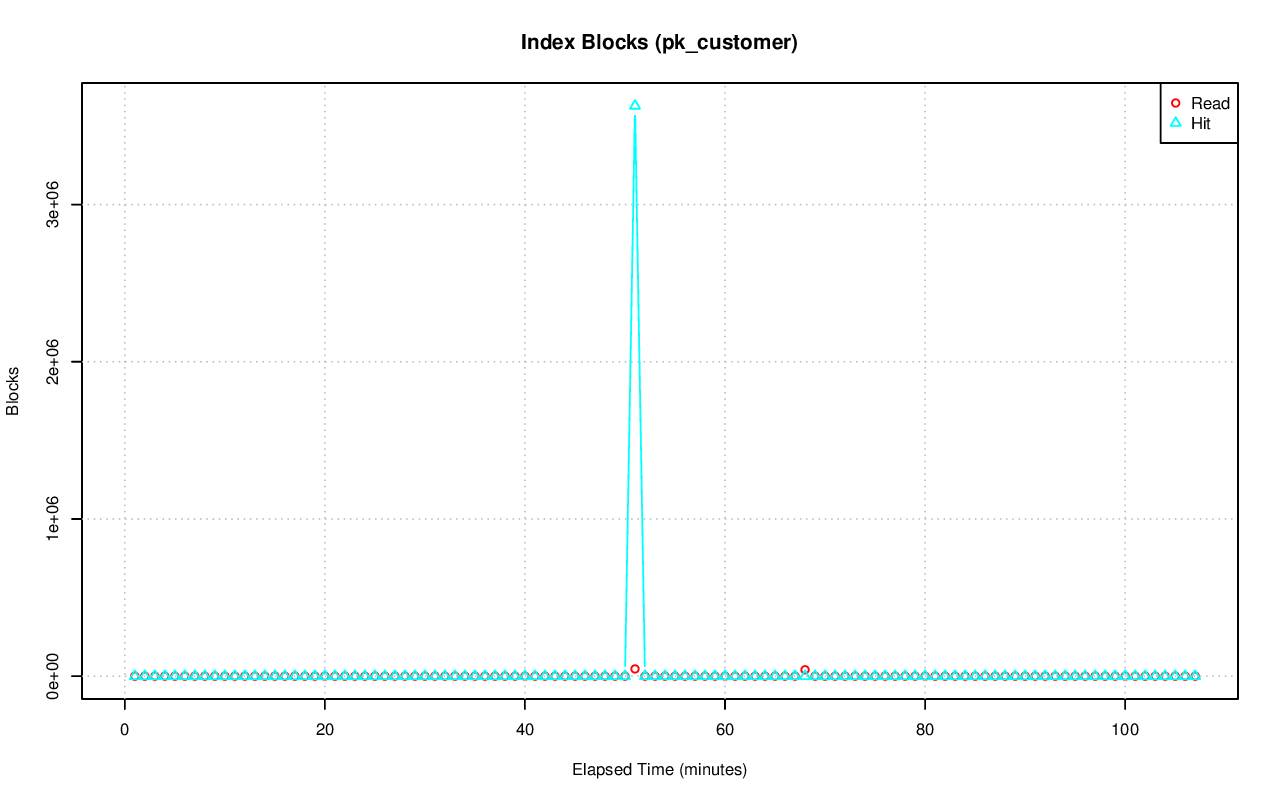 Index Blocks (pk_customer)
Read
Hit
3e+06
2e+06
1e+06
0e+00
Blocks
0 20 40 60 80 100
Elapsed Time (minutes)